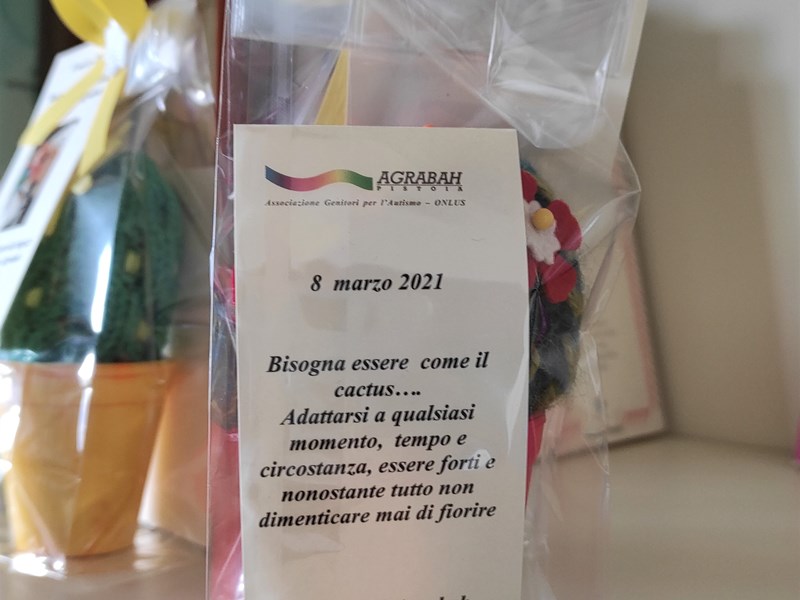 AGRABAH
PISTOIA
Associazione Genitori per l'Autismo – ONLUS
8 marzo 2021
Bisogna essere come il
cactus….
Adattarsi a qualsiasi
momento, tempo e
circostanza, essere forti e
nonostante tutto non
dimenticare mai di fiorire